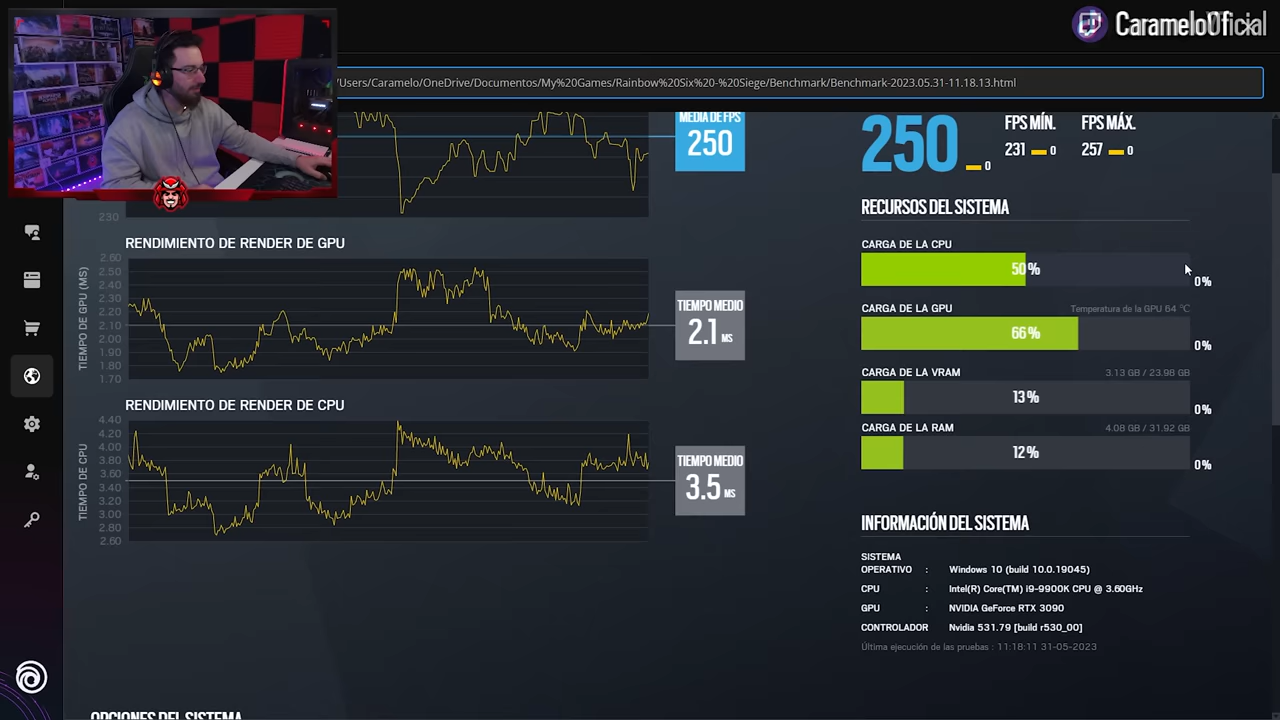 CarameloOficial
/Users/Caramelo/OneDrive/Documentos/My%20Games/Rainbow%20Six%20-%20Siege/Benchmark/Benchmark-2023.05.31-11.18.13.html
MEDIA DE FPS
250
230
250
0
FPS MÍN.
231 0
FPS MÁX.
257 0
RENDIMIENTO DE RENDER DE GPU
TIEMPO DE GPU (MS)
2.60
2.50
2.40
2.30
2.20
2.10
2.00
1.90
1.80
1.70
TIEMPO MEDIO
2.1 MS
RENDIMIENTO DE RENDER DE CPU
TIEMPO DE CPU
4.40
4.20
4.00
3.80
3.60
3.40
3.20
3.00
2.80
2.60
TIEMPO MEDIO
3.5 MS
RECURSOS DEL SISTEMA
CARGA DE LA CPU
50%
0%
CARGA DE LA GPU Temperatura de la GPU 64 °C
66%
0%
CARGA DE LA VRAM 3.13 GB / 23.98 GB
13%
0%
CARGA DE LA RAM 4.08 GB / 31.92 GB
12%
0%
INFORMACIÓN DEL SISTEMA
SISTEMA
OPERATIVO : Windows 10 (build 10.0.19045)
CPU : Intel(R) Core(TM) i9-9900K CPU @ 3.60GHz
GPU : NVIDIA GeForce RTX 3090
CONTROLADOR : Nvidia 531.79 [build r530_00]
Última ejecución de las pruebas : 11:18:11 31-05-2023
OPCIONES DEL SISTEMA